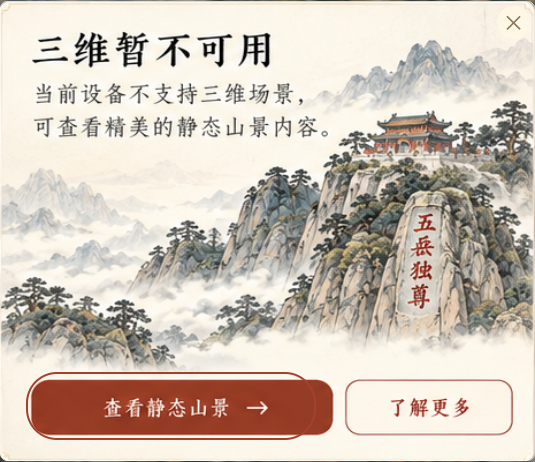 三维暂不可用
当前设备不支持三维场景，
可查看精美的静态山景内容。
五岳独尊
查看静态山景 →
了解更多